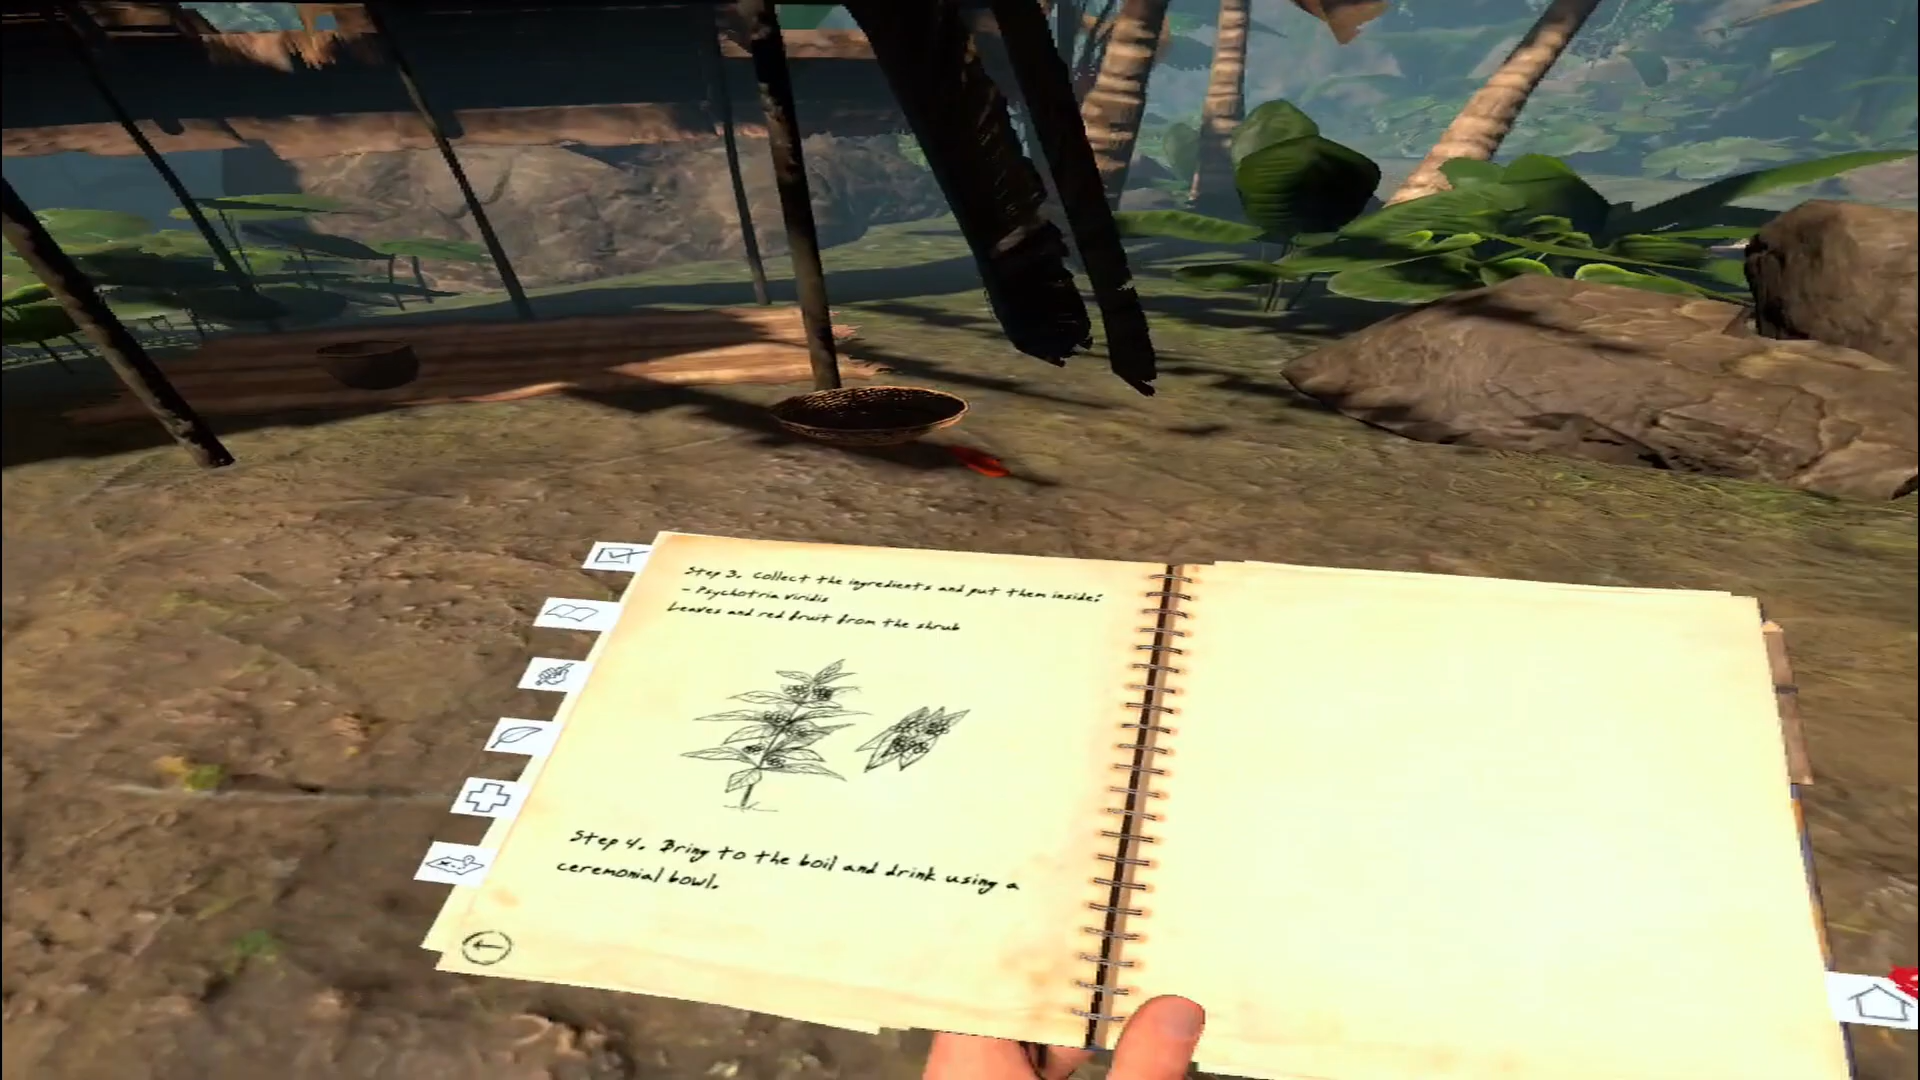 Step 3. Collect the ingredients and put them inside:
- Psychotria viridis
Leaves and red fruit from the shrub
Step 4. Bring to the boil and drink using a
ceremonial bowl.